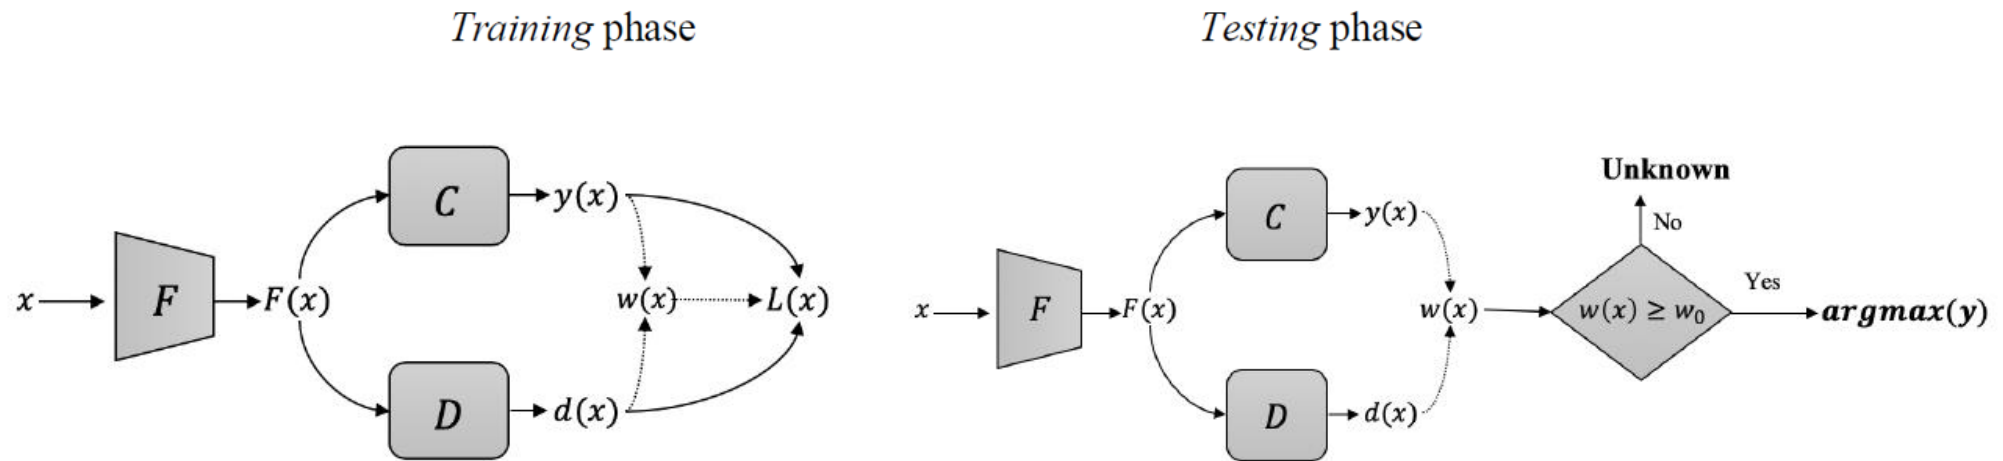 Training phase
Testing phase
x
F
F(x)
C
y(x)
w(x)
L(x)
D
d(x)
x
F
F(x)
C
y(x)
w(x)
D
d(x)
Unknown
No
w(x) ≥ w₀
Yes
argmax(y)